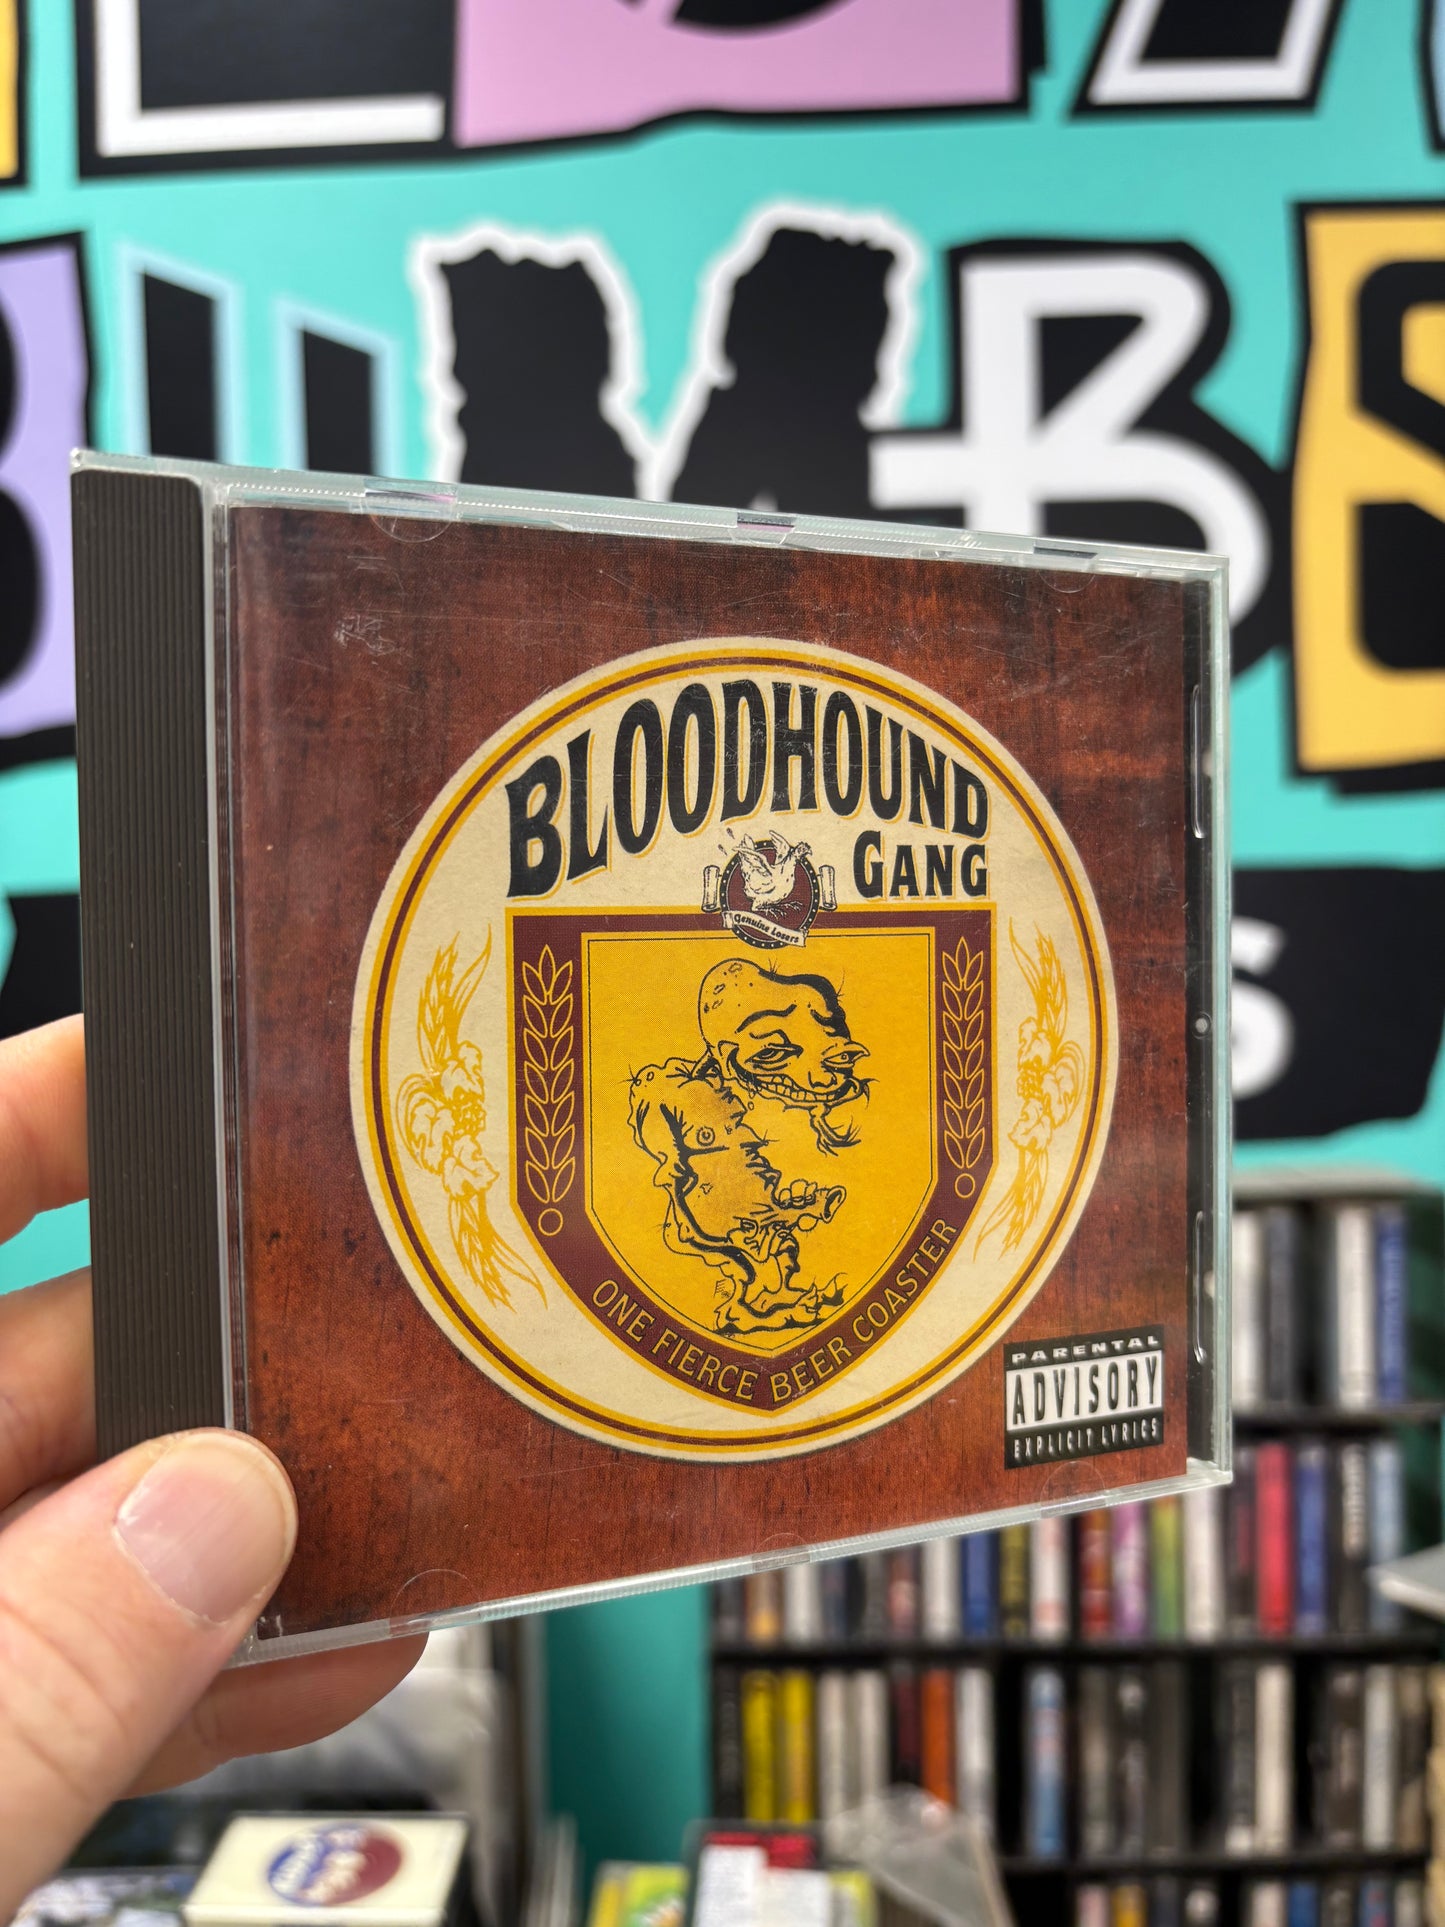 BLOODHOUND
GANG
Genuine Losers
ONE FIERCE BEER COASTER
PARENTAL
ADVISORY
EXPLICIT LYRICS